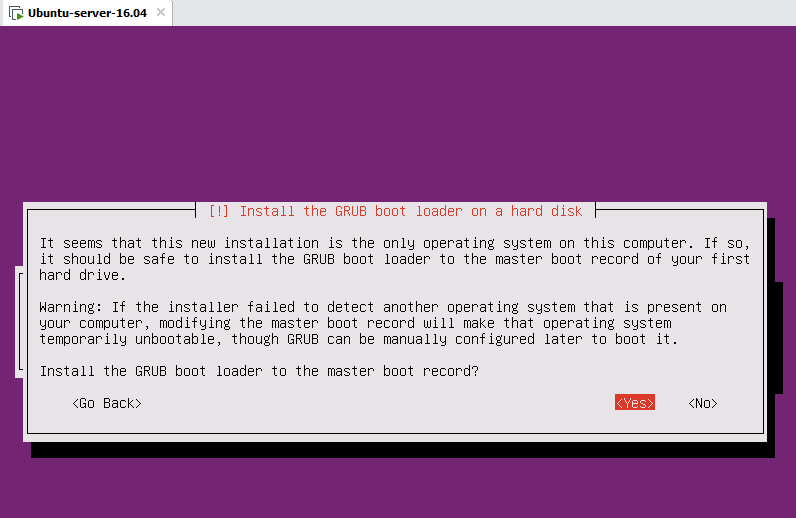 Ubuntu-server-16.04
[!] Install the GRUB boot loader on a hard disk
It seems that this new installation is the only operating system on this computer. If so,
it should be safe to install the GRUB boot loader to the master boot record of your first
hard drive.
Warning: If the installer failed to detect another operating system that is present on
your computer, modifying the master boot record will make that operating system
temporarily unbootable, though GRUB can be manually configured later to boot it.
Install the GRUB boot loader to the master boot record?
<Go Back> <Yes> <No>